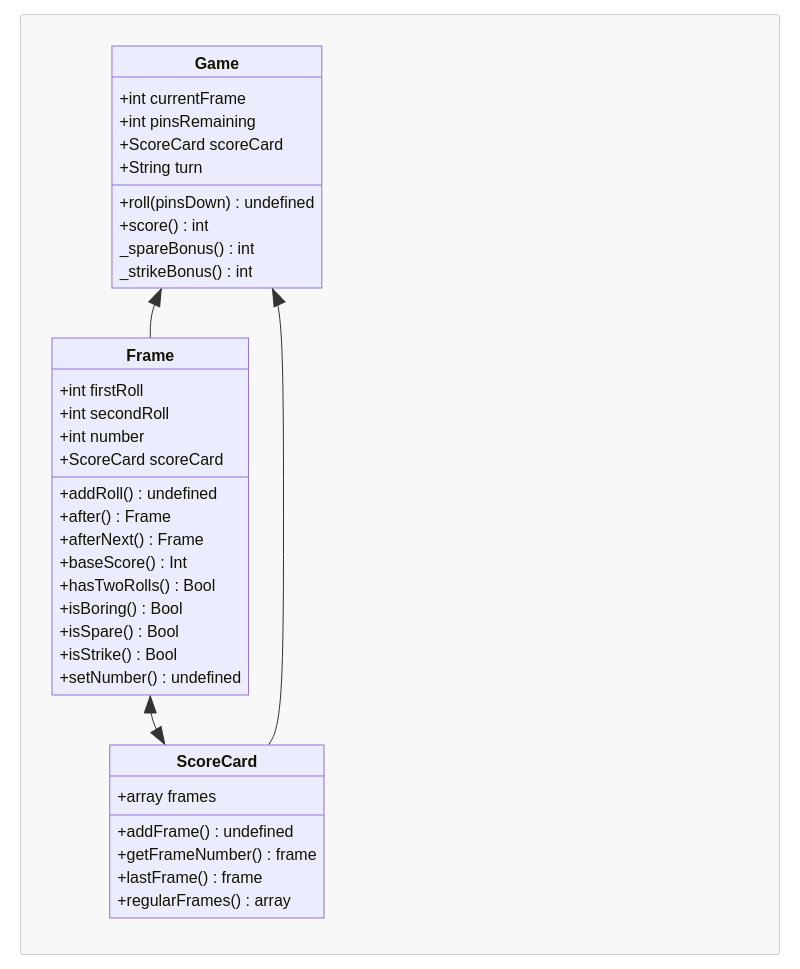 Game
+int currentFrame
+int pinsRemaining
+ScoreCard scoreCard
+String turn
+roll(pinsDown) : undefined
+score() : int
_spareBonus() : int
_strikeBonus() : int
Frame
+int firstRoll
+int secondRoll
+int number
+ScoreCard scoreCard
+addRoll() : undefined
+after() : Frame
+afterNext() : Frame
+baseScore() : Int
+hasTwoRolls() : Bool
+isBoring() : Bool
+isSpare() : Bool
+isStrike() : Bool
+setNumber() : undefined
ScoreCard
+array frames
+addFrame() : undefined
+getFrameNumber() : frame
+lastFrame() : frame
+regularFrames() : array